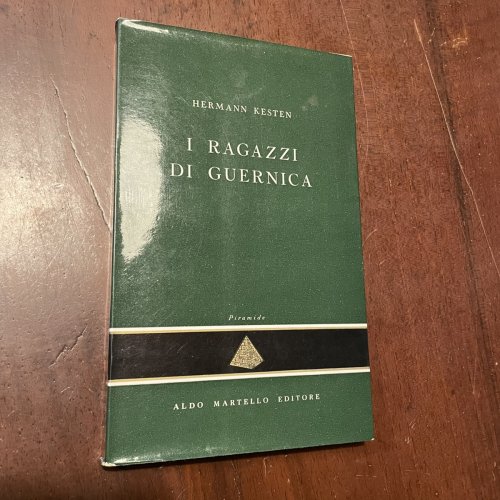 HERMANN KESTEN
I RAGAZZI
DI GUERNICA
Piramide
ALDO MARTELLO EDITORE